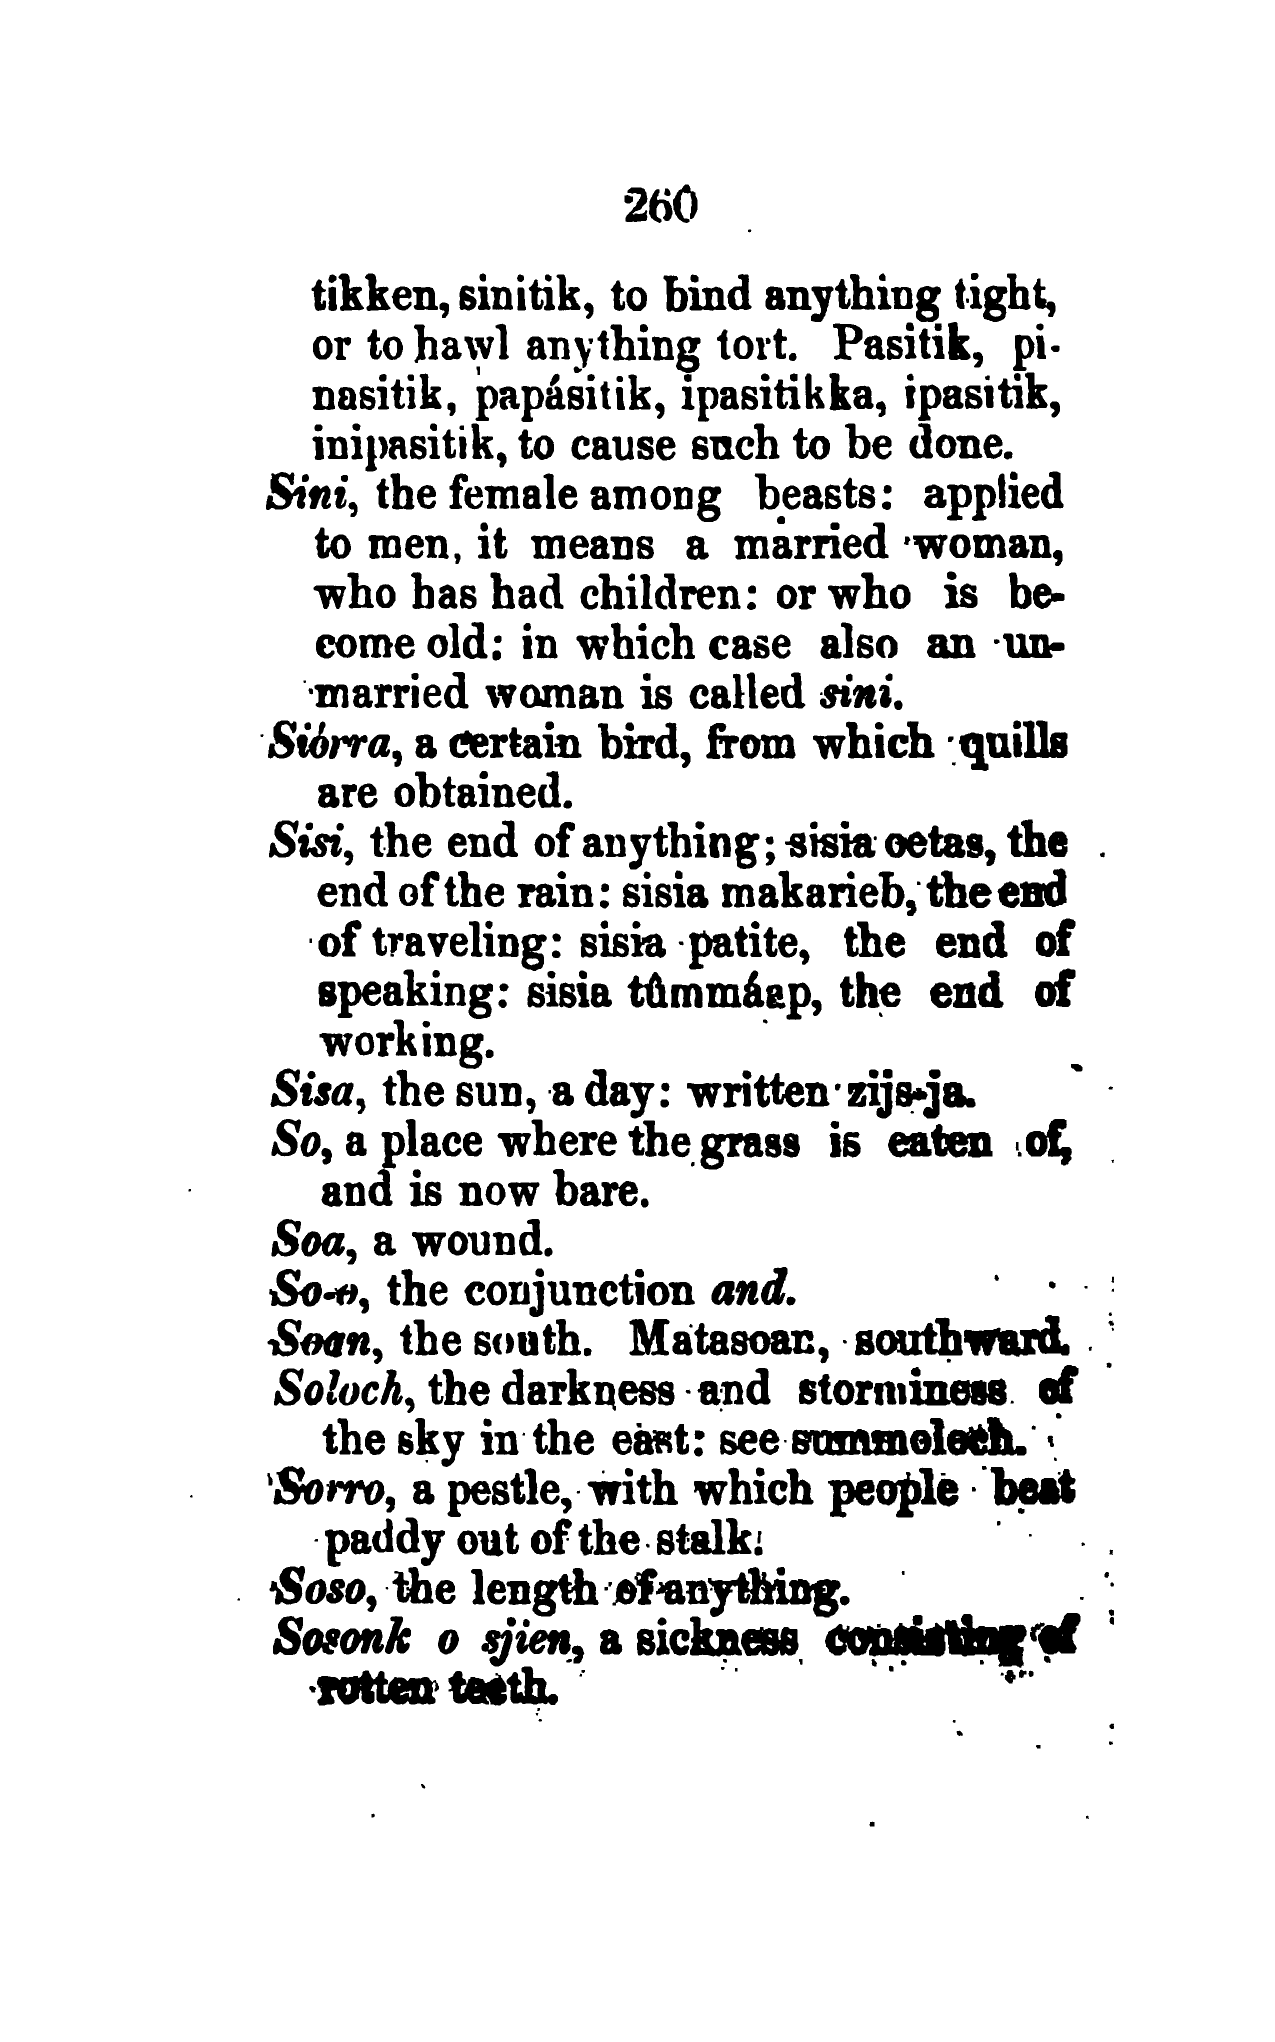 260
tikken, sinitik, to bind anything tight,
or to hawl anything tort. Pasitik, pi-
nasitik, papásitik, ipasitikka, ipasitik,
inipasitik, to cause such to be done.
Sini, the female among beasts: applied
to men, it means a married woman,
who has had children: or who is be-
come old: in which case also an un-
married woman is called sini.
Siórra, a certain bird, from which quills
are obtained.
Sisi, the end of anything; sisia oetas, the
end of the rain: sisia makarieb, the end
of traveling: sisia patite, the end of
speaking: sisia tûmmáap, the end of
working.
Sisa, the sun, a day: written zijs-ja.
So, a place where the grass is eaten of,
and is now bare.
Soa, a wound.
So-o, the conjunction and.
Soan, the south. Matasoan, southward.
Soloch, the darkness and storminess of
the sky in the east: see summoloch.
Sorro, a pestle, with which people beat
paddy out of the stalk.
Soso, the length of anything.
Sosonk o sjien, a sickness consisting of
rotten teeth.